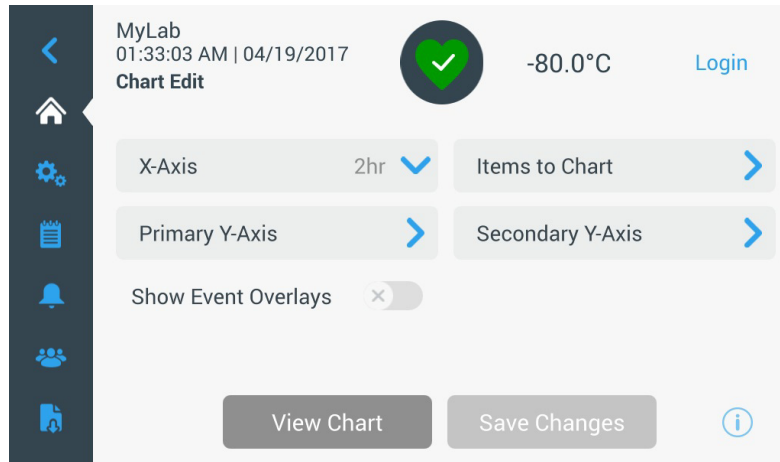 MyLab
01:33:03 AM | 04/19/2017
Chart Edit
-80.0°C
Login
X-Axis 2hr
Items to Chart
Primary Y-Axis
Secondary Y-Axis
Show Event Overlays
View Chart
Save Changes